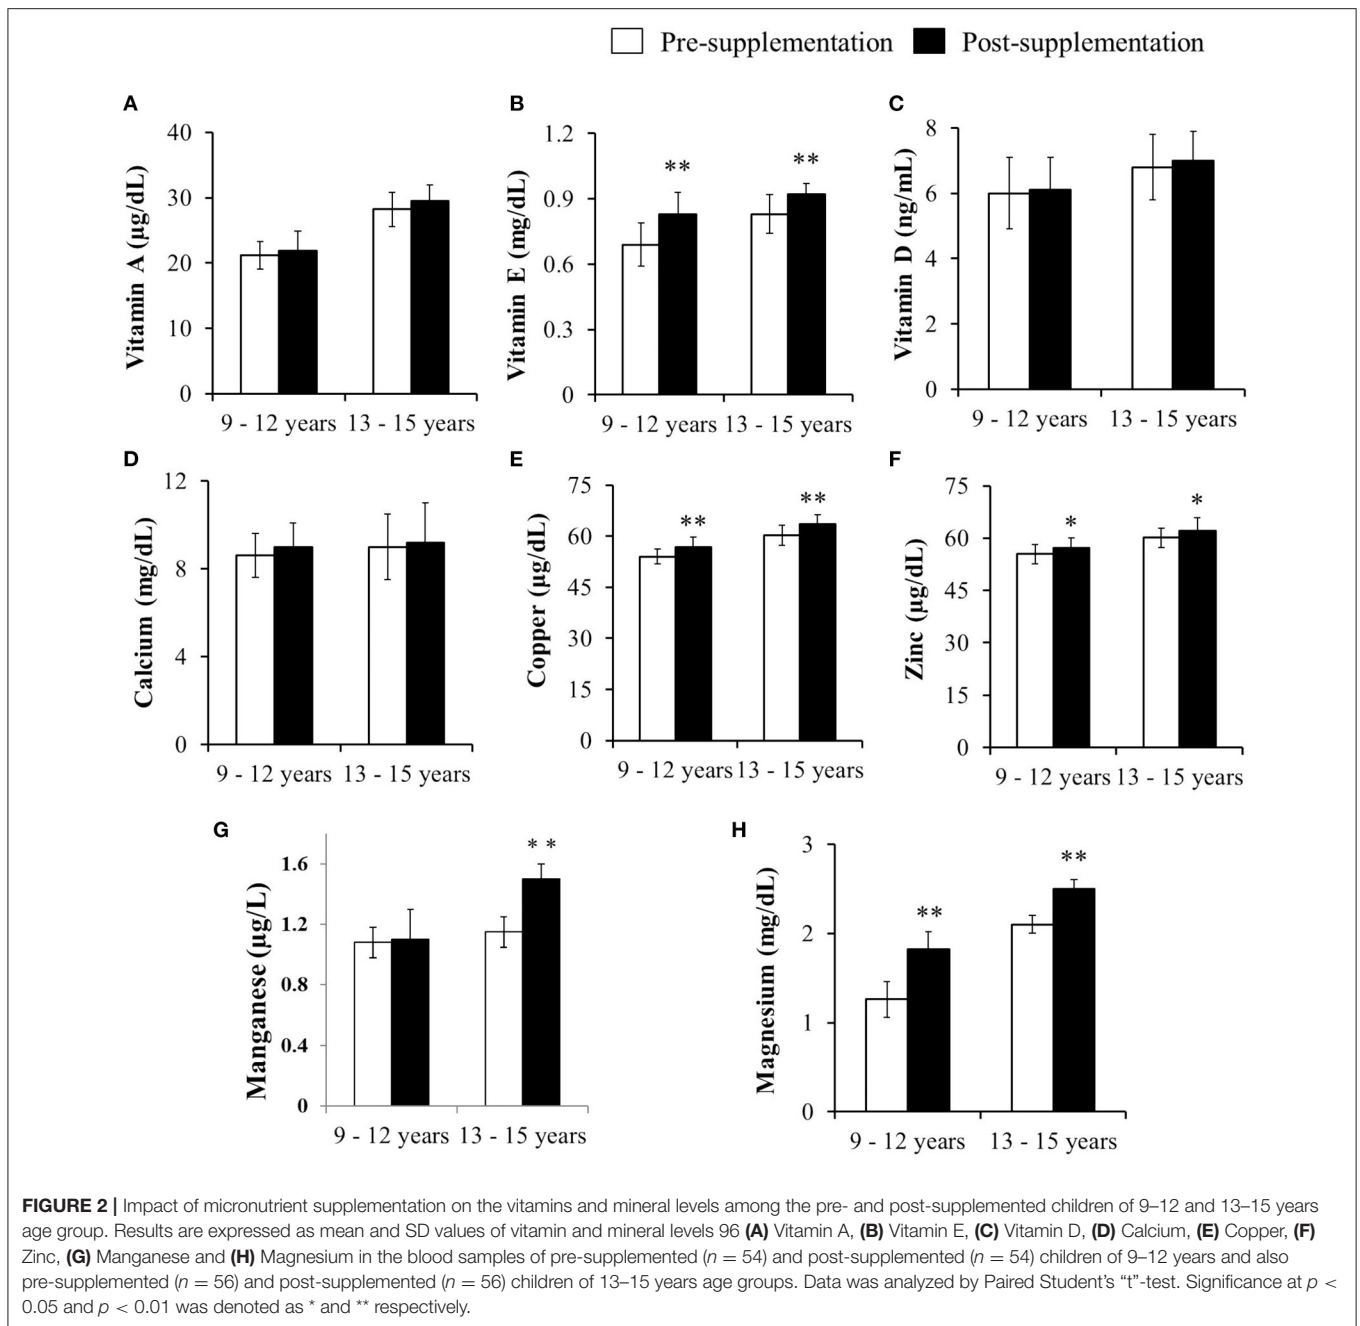 Pre-supplementation Post-supplementation
A
Vitamin A (µg/dL)
40
30
20
10
0
9 - 12 years 13 - 15 years
B
Vitamin E (mg/dL)
1.2
0.9
0.6
0.3
0
** **
9 - 12 years 13 - 15 years
C
Vitamin D (ng/mL)
8
6
4
2
0
9 - 12 years 13 - 15 years
D
Calcium (mg/dL)
12
8
4
0
9 - 12 years 13 - 15 years
E
Copper (µg/dL)
75
60
45
30
15
0
** **
9 - 12 years 13 - 15 years
F
Zinc (µg/dL)
75
60
45
30
15
0
* *
9 - 12 years 13 - 15 years
G
Manganese (µg/L)
1.6
1.2
0.8
0.4
0
* *
9 - 12 years 13 - 15 years
H
Magnesium (mg/dL)
3
2
1
0
** **
9 - 12 years 13 - 15 years
FIGURE 2 | Impact of micronutrient supplementation on the vitamins and mineral levels among the pre- and post-supplemented children of 9–12 and 13–15 years
age group. Results are expressed as mean and SD values of vitamin and mineral levels 96 (A) Vitamin A, (B) Vitamin E, (C) Vitamin D, (D) Calcium, (E) Copper, (F)
Zinc, (G) Manganese and (H) Magnesium in the blood samples of pre-supplemented (n = 54) and post-supplemented (n = 54) children of 9–12 years and also
pre-supplemented (n = 56) and post-supplemented (n = 56) children of 13–15 years age groups. Data was analyzed by Paired Student's “t”-test. Significance at p <
0.05 and p < 0.01 was denoted as * and ** respectively.